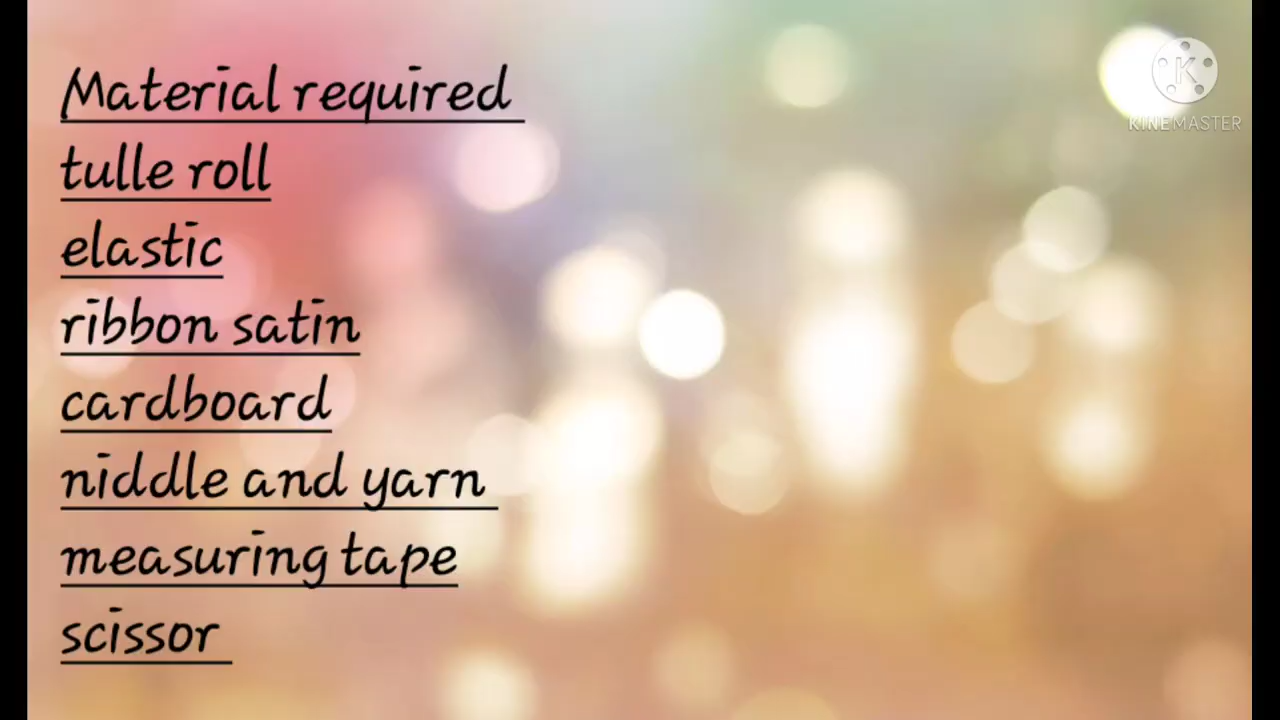 Material required
tulle roll
elastic
ribbon satin
cardboard
niddle and yarn
measuring tape
scissor
K
KINEMASTER